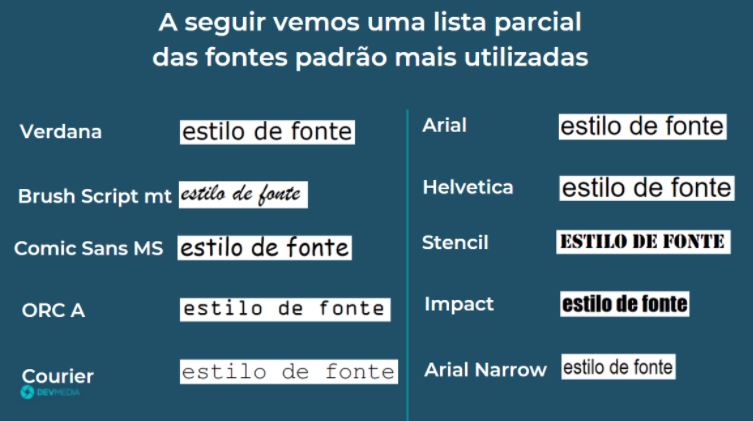 A seguir vemos uma lista parcial
das fontes padrão mais utilizadas
Verdana estilo de fonte
Brush Script mt estilo de fonte
Comic Sans MS estilo de fonte
ORC A estilo de fonte
Courier estilo de fonte
DEVMEDIA
Arial estilo de fonte
Helvetica estilo de fonte
Stencil ESTILO DE FONTE
Impact estilo de fonte
Arial Narrow estilo de fonte